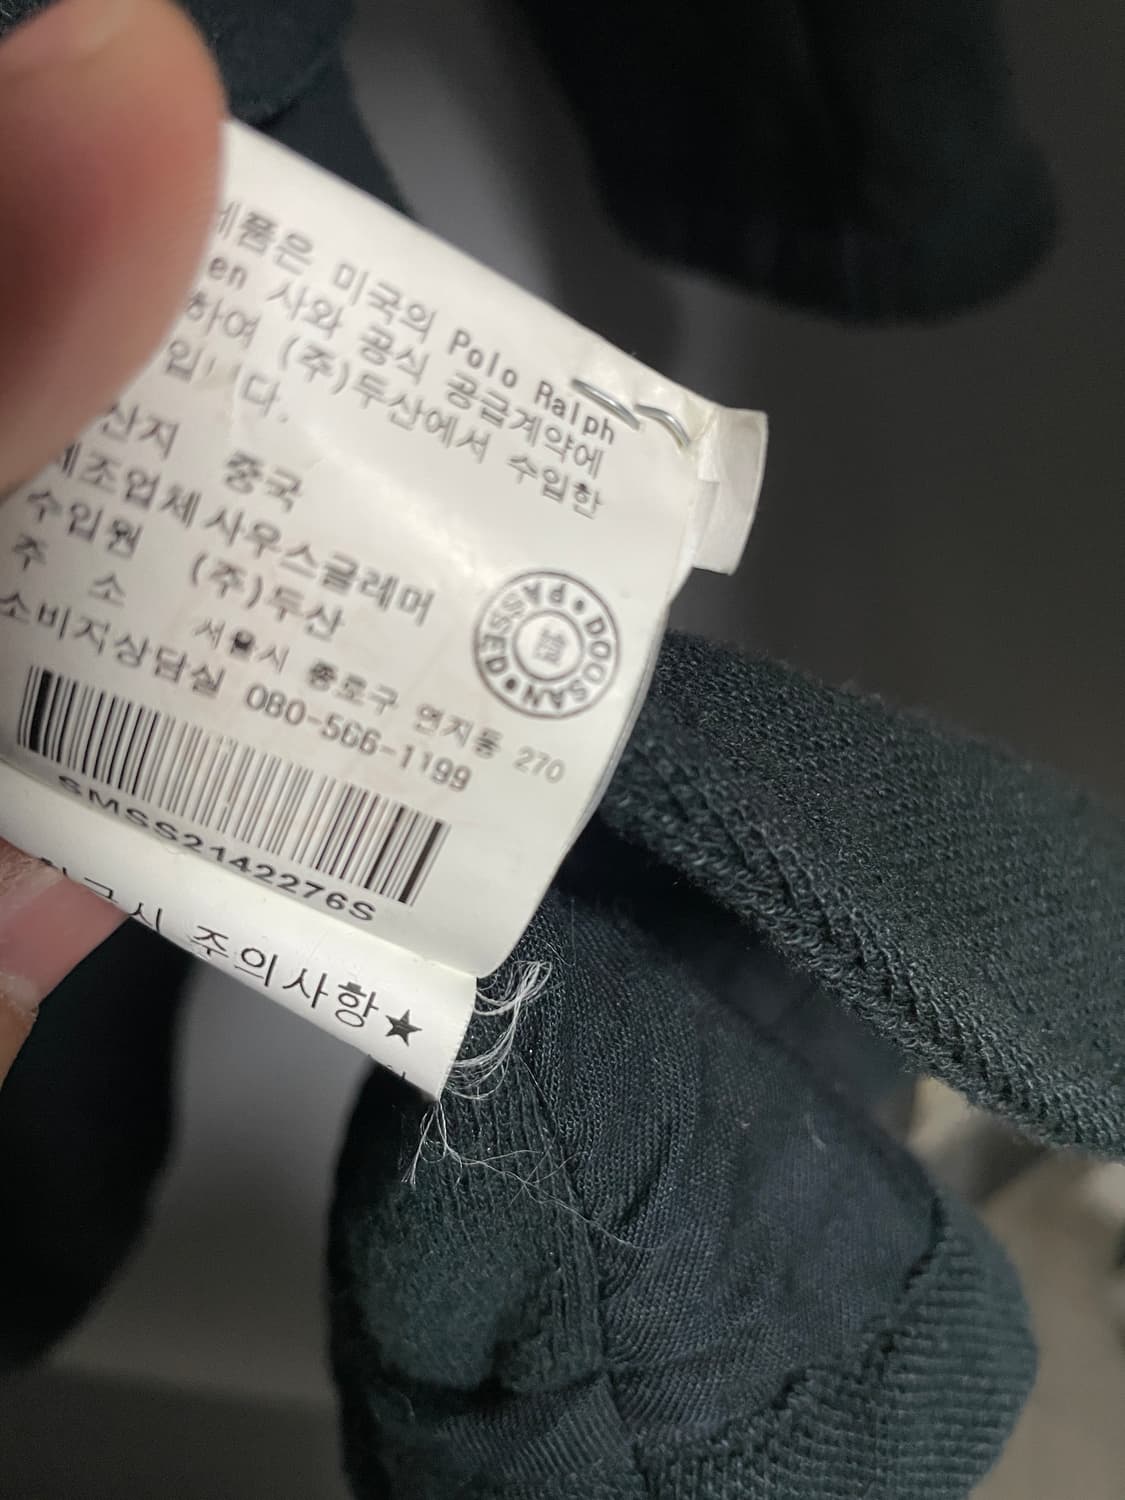 제품은 미국의 Polo Ralph
en 사와 공식 공급계약에
하여 (주)두산에서 수입한
입니다.
산지 중국
제조업체 사우스글레머
수입원 (주)두산
주 소 서울시 종로구 연지동 270
소비지상담실 080-566-1199
DOOSAN PASSED
SMSS2142276S
주의사항★